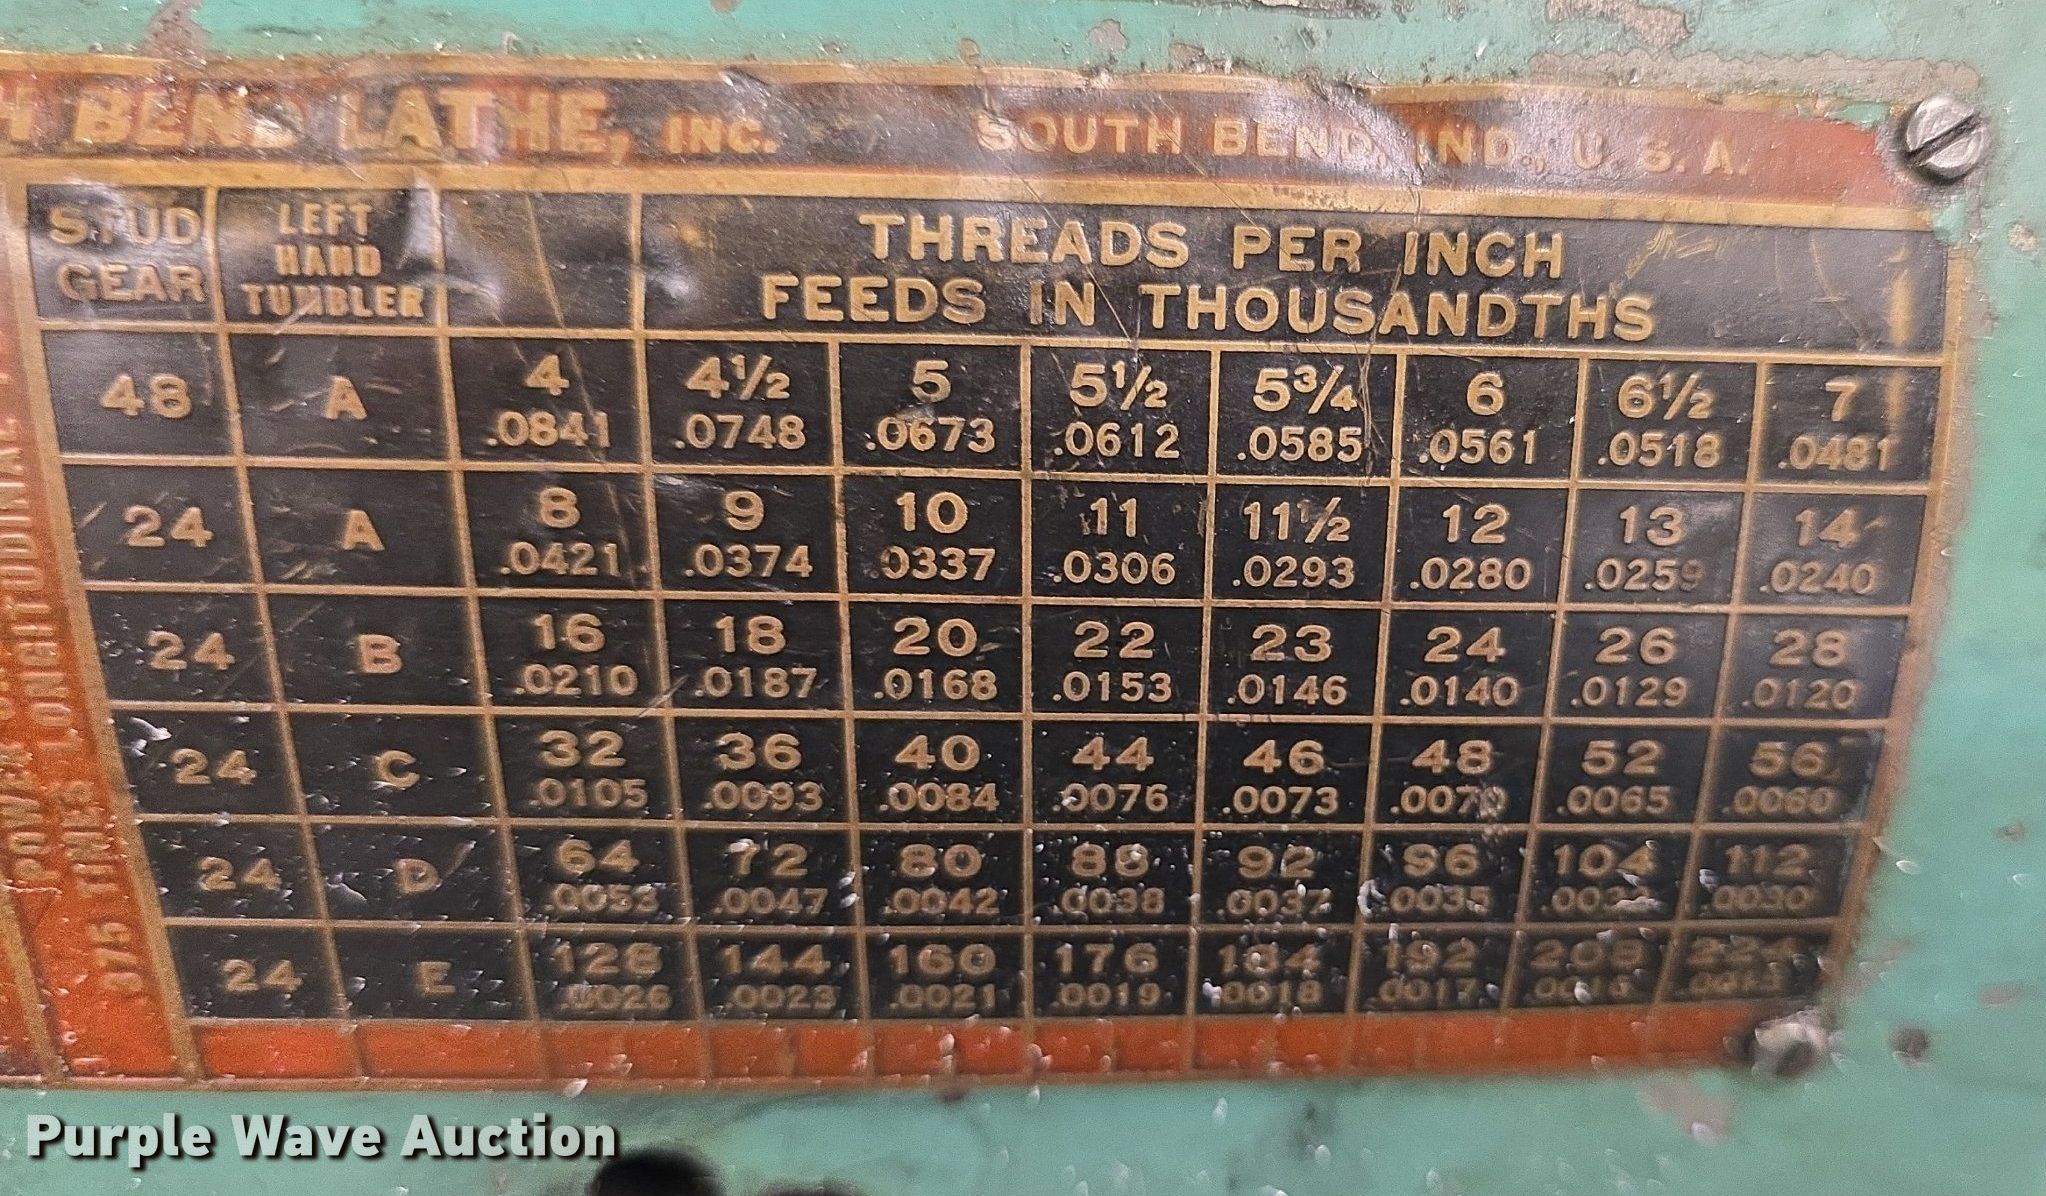 H BEND LATHE, INC. SOUTH BEND, IND., U. S. A.
STUD GEAR LEFT HAND TUMBLER THREADS PER INCH
FEEDS IN THOUSANDTHS
48 A 4 4½ 5 5½ 5¾ 6 6½ 7
.0841 .0748 .0673 .0612 .0585 .0561 .0518 .0481
24 A 8 9 10 11 11½ 12 13 14
.0421 .0374 .0337 .0306 .0293 .0280 .0259 .0240
24 B 16 18 20 22 23 24 26 28
.0210 .0187 .0168 .0153 .0146 .0140 .0129 .0120
24 C 32 36 40 44 46 48 52 56
.0105 .0093 .0084 .0076 .0073 .0070 .0065 .0060
24 D 64 72 80 88 92 96 104 112
.0053 .0047 .0042 .0038 .0037 .0035 .0030
24 E 128 144 160 176 184 192 208 224
.0026 .0023 .0021 .0019 .0018 .0017
POWER
.375 TIMES LONGITUDINAL
Purple Wave Auction